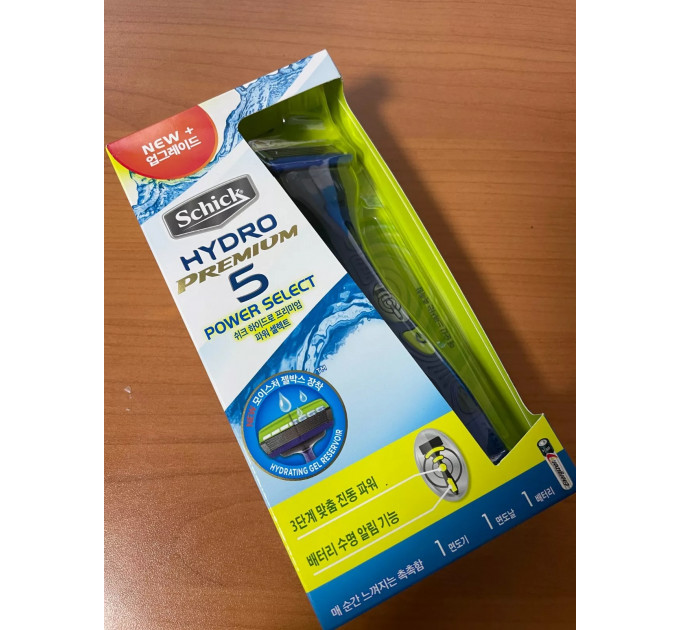 NEW +
업그레이드
Schick
HYDRO
PREMIUM
5
POWER SELECT
쉬크 하이드로 프리미엄
파워 셀렉트
모이스처 젤박스 장착
HYDRATING GEL RESERVOIR
3단계 맞춤 진동 파워
배터리 수명 알림 기능
매 순간 느껴지는 촉촉함
1 면도기 1 면도날 1 배터리